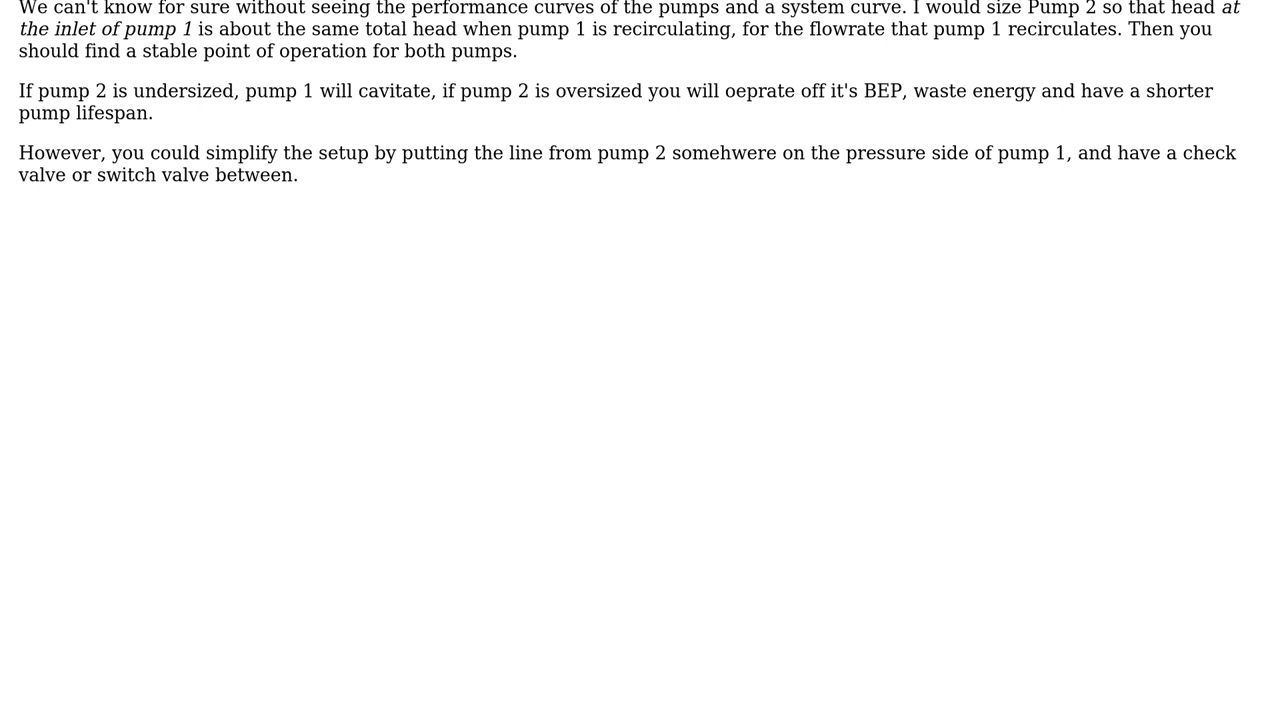 We can't know for sure without seeing the performance curves of the pumps and a system curve. I would size Pump 2 so that head at
the inlet of pump 1 is about the same total head when pump 1 is recirculating, for the flowrate that pump 1 recirculates. Then you
should find a stable point of operation for both pumps.
If pump 2 is undersized, pump 1 will cavitate, if pump 2 is oversized you will oeprate off it's BEP, waste energy and have a shorter
pump lifespan.
However, you could simplify the setup by putting the line from pump 2 somehwere on the pressure side of pump 1, and have a check
valve or switch valve between.